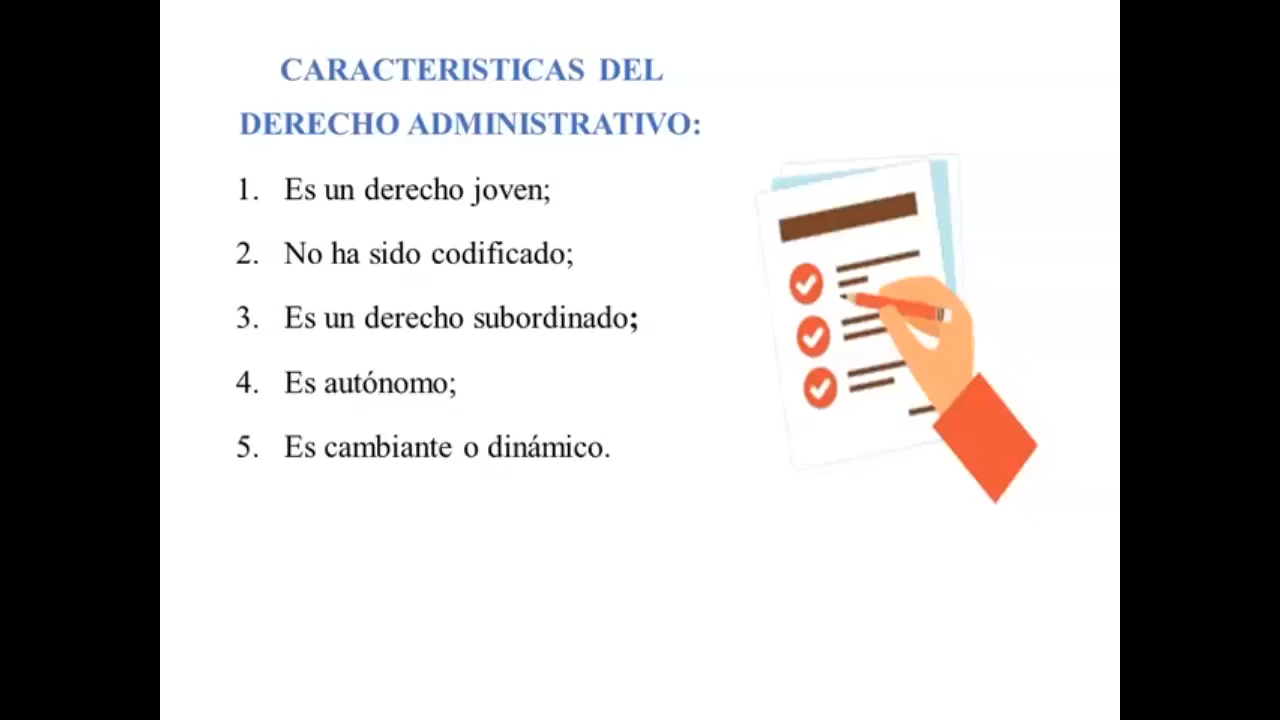 CARACTERISTICAS DEL
DERECHO ADMINISTRATIVO:
1. Es un derecho joven;
2. No ha sido codificado;
3. Es un derecho subordinado;
4. Es autónomo;
5. Es cambiante o dinámico.